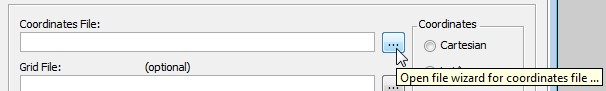 Coordinates File:
Coordinates
...
Cartesian
Grid File: (optional)
Open file wizard for coordinates file ...